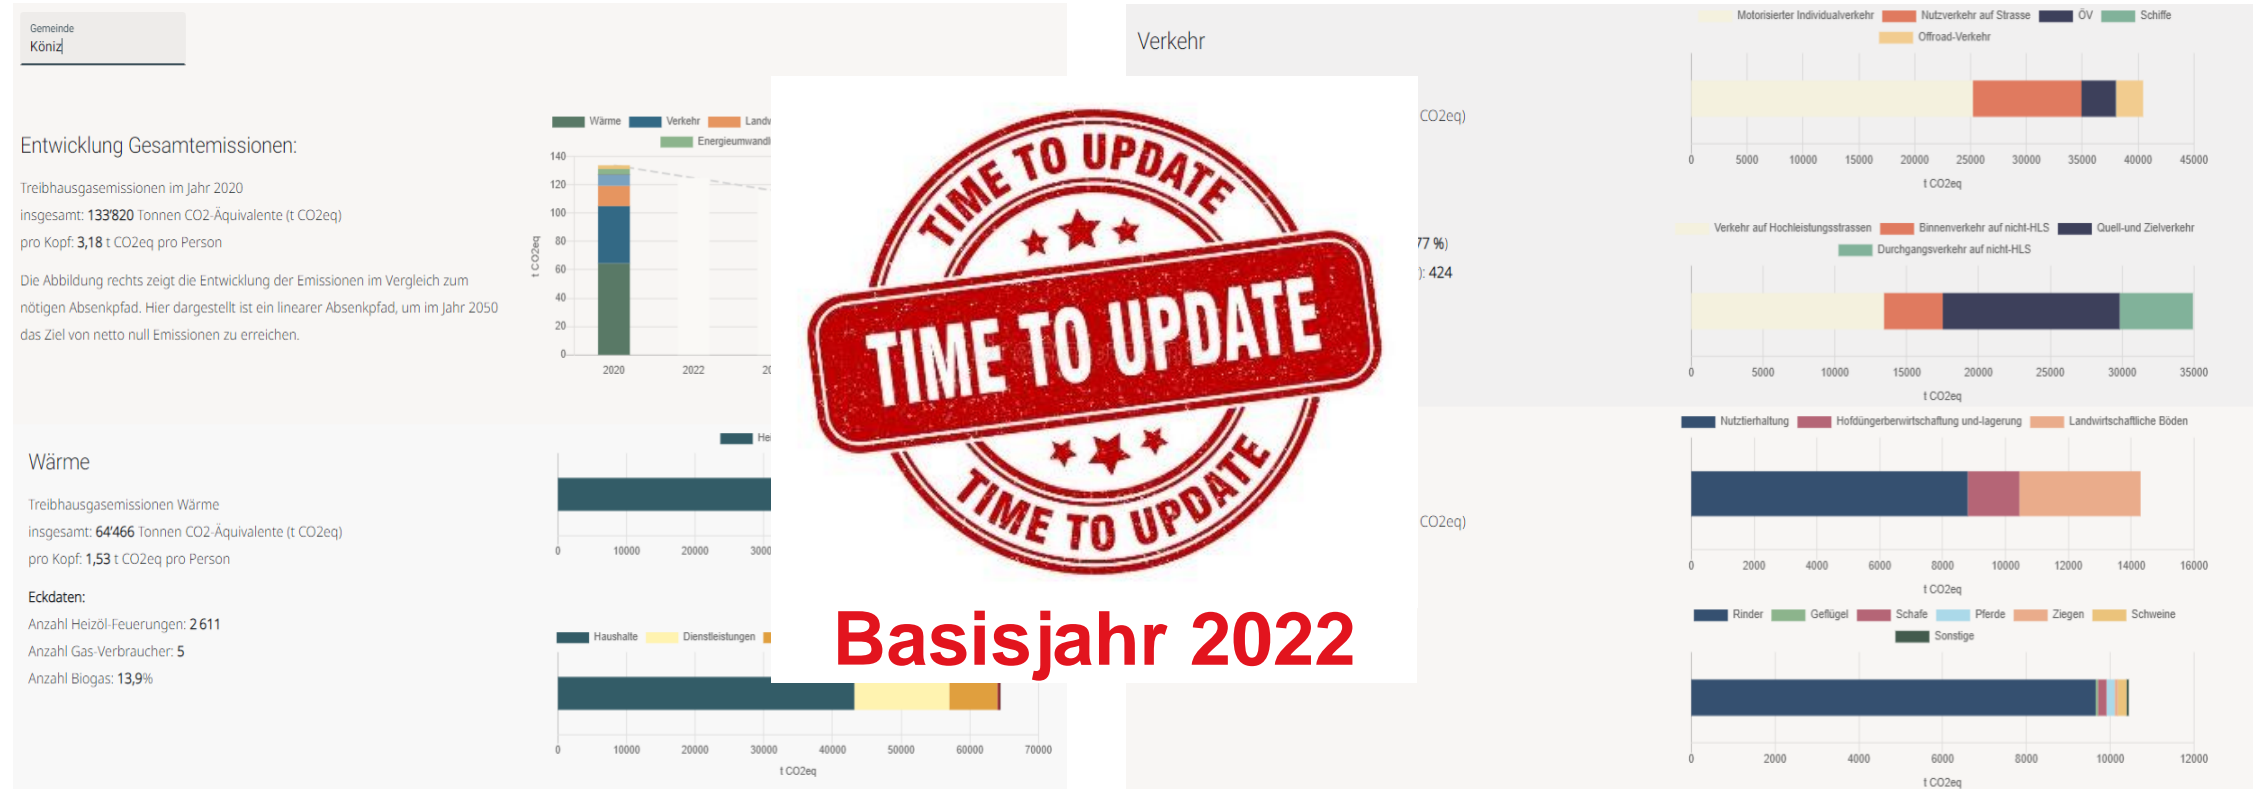 Gemeinde
Köniz
Entwicklung Gesamtemissionen:
Treibhausgasemissionen im Jahr 2020
insgesamt: 133'820 Tonnen CO2-Äquivalente (t CO2eq)
pro Kopf: 3,18 t CO2eq pro Person
Die Abbildung rechts zeigt die Entwicklung der Emissionen im Vergleich zum
nötigen Absenkpfad. Hier dargestellt ist ein linearer Absenkpfad, um im Jahr 2050
das Ziel von netto null Emissionen zu erreichen.
Wärme Verkehr
140
120
100
80
60
40
20
0
t CO2eb
2020 2022
Wärme
Treibhausgasemissionen Wärme
insgesamt: 64'466 Tonnen CO2-Äquivalente (t CO2eq)
pro Kopf: 1,53 t CO2eq pro Person
Eckdaten:
Anzahl Heizöl-Feuerungen: 2 611
Anzahl Gas-Verbraucher: 5
Anzahl Biogas: 13,9%
0 10000 20000
Haushalte Dienstleistungen
0 10000 20000 30000 40000 50000 60000 70000
t CO2eq
TIME TO UPDATE
TIME TO UPDATE
TIME TO UPDATE
Basisjahr 2022
Verkehr
CO2eq)
77 %)
): 424
CO2eq)
Motorisierter Individualverkehr Nutzverkehr auf Strasse ÖV Schiffe
Offroad-Verkehr
0 5000 10000 15000 20000 25000 30000 35000 40000 45000
t CO2eq
Verkehr auf Hochleistungsstrassen Binnenverkehr auf nicht-HLS Quell-und Zielverkehr
Durchgangsverkehr auf nicht-HLS
0 5000 10000 15000 20000 25000 30000 35000
t CO2eq
Nutztierhaltung Hofdüngerbewirtschaftung und-lagerung Landwirtschaftliche Böden
0 2000 4000 6000 8000 10000 12000 14000 16000
t CO2eq
Rinder Geflügel Schafe Pferde Ziegen Schweine
Sonstige
0 2000 4000 6000 8000 10000 12000
t CO2eq